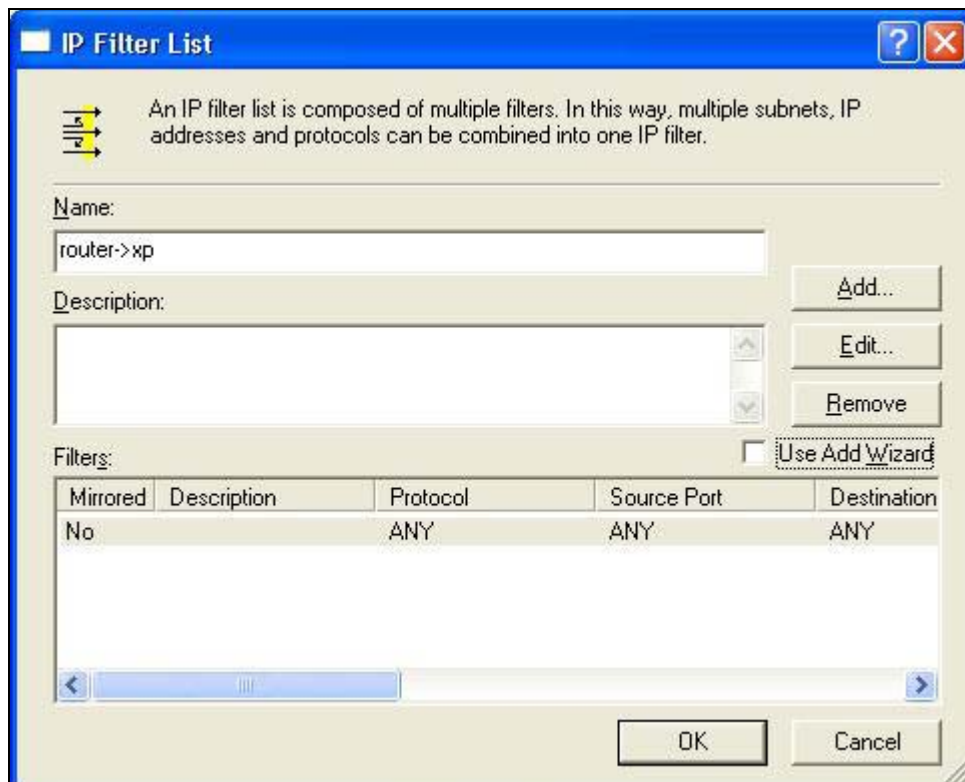 IP Filter List
An IP filter list is composed of multiple filters. In this way, multiple subnets, IP
addresses and protocols can be combined into one IP filter.
Name:
router->xp
Add...
Description:
Edit...
Remove
Filters:
Use Add Wizard
Mirrored Description Protocol Source Port Destination
No ANY ANY ANY
OK Cancel